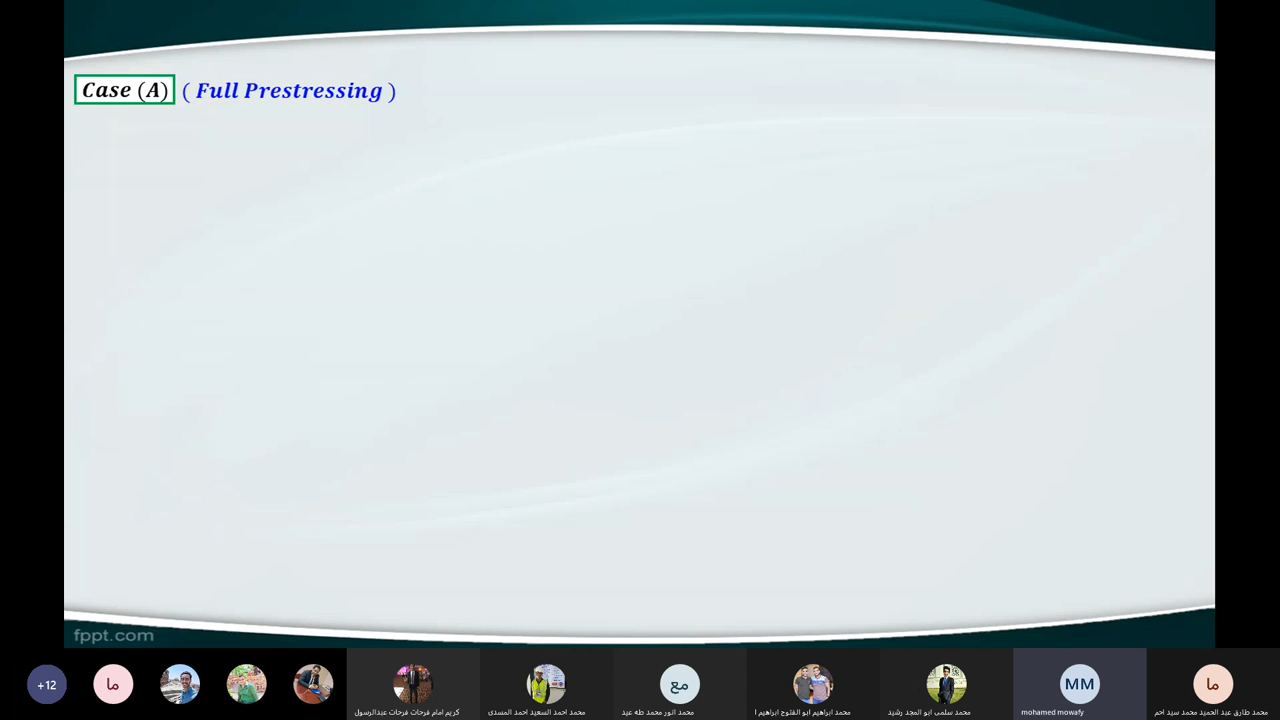 Case (A) ( Full Prestressing )
fppt.com
+12
ما
كريم امام فرحات فرحات عبدالرسول
محمد احمد السعيد احمد المسدى
مع
محمد انور محمد طه عيد
محمد ابراهيم ابو الفتوح ابراهيم ا
محمد سلمى ابو المجد رشيد
MM
mohamed mowafy
ما
محمد طارق عبد الحميد محمد سيد احم